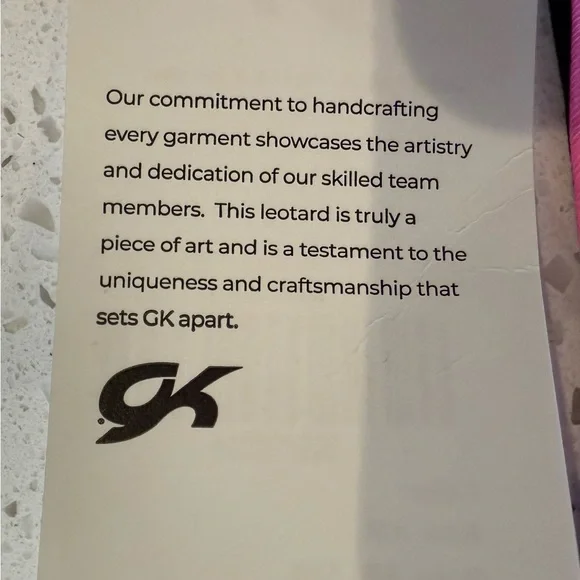 Our commitment to handcrafting
every garment showcases the artistry
and dedication of our skilled team
members. This leotard is truly a
piece of art and is a testament to the
uniqueness and craftsmanship that
sets GK apart.
GK